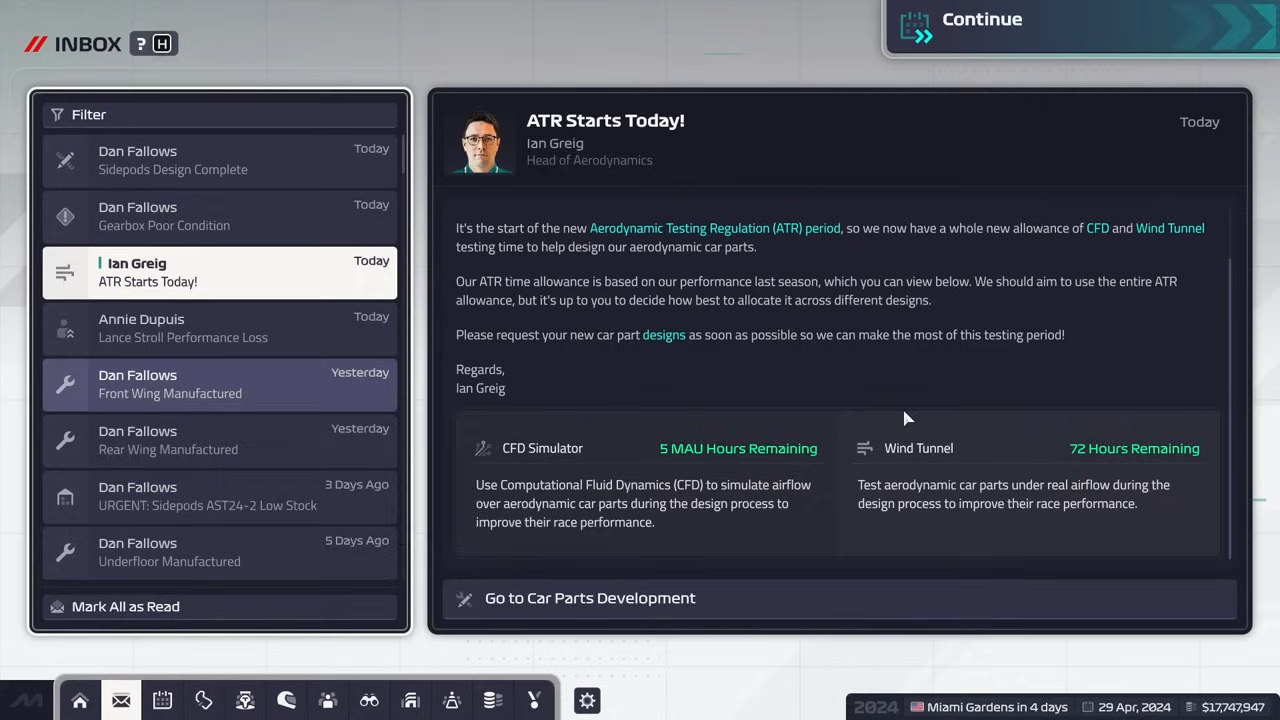 INBOX ? H
Continue
Filter
Dan Fallows Today
Sidepods Design Complete
Dan Fallows Today
Gearbox Poor Condition
Ian Greig Today
ATR Starts Today!
Annie Dupuis Today
Lance Stroll Performance Loss
Dan Fallows Yesterday
Front Wing Manufactured
Dan Fallows Yesterday
Rear Wing Manufactured
Dan Fallows 3 Days Ago
URGENT: Sidepods AST24-2 Low Stock
Dan Fallows 5 Days Ago
Underfloor Manufactured
Mark All as Read
ATR Starts Today! Today
Ian Greig
Head of Aerodynamics
It's the start of the new Aerodynamic Testing Regulation (ATR) period, so we now have a whole new allowance of CFD and Wind Tunnel
testing time to help design our aerodynamic car parts.
Our ATR time allowance is based on our performance last season, which you can view below. We should aim to use the entire ATR
allowance, but it's up to you to decide how best to allocate it across different designs.
Please request your new car part designs as soon as possible so we can make the most of this testing period!
Regards,
Ian Greig
CFD Simulator 5 MAU Hours Remaining
Use Computational Fluid Dynamics (CFD) to simulate airflow
over aerodynamic car parts during the design process to
improve their race performance.
Wind Tunnel 72 Hours Remaining
Test aerodynamic car parts under real airflow during the
design process to improve their race performance.
Go to Car Parts Development
2024 Miami Gardens in 4 days 29 Apr, 2024 $17,747,947